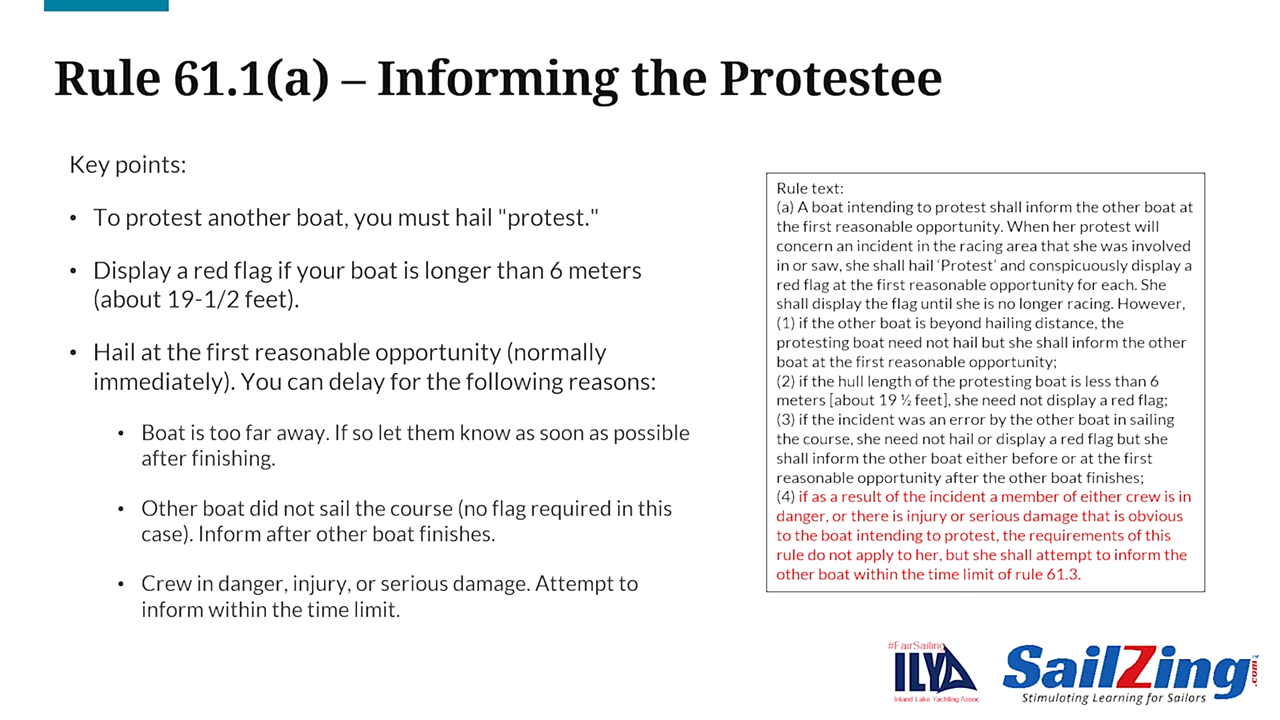 Rule 61.1(a) – Informing the Protestee
Key points:
• To protest another boat, you must hail "protest."
• Display a red flag if your boat is longer than 6 meters
(about 19-1/2 feet).
• Hail at the first reasonable opportunity (normally
immediately). You can delay for the following reasons:
• Boat is too far away. If so let them know as soon as possible
after finishing.
• Other boat did not sail the course (no flag required in this
case). Inform after other boat finishes.
• Crew in danger, injury, or serious damage. Attempt to
inform within the time limit.
Rule text:
(a) A boat intending to protest shall inform the other boat at
the first reasonable opportunity. When her protest will
concern an incident in the racing area that she was involved
in or saw, she shall hail ‘Protest’ and conspicuously display a
red flag at the first reasonable opportunity for each. She
shall display the flag until she is no longer racing. However,
(1) if the other boat is beyond hailing distance, the
protesting boat need not hail but she shall inform the other
boat at the first reasonable opportunity;
(2) if the hull length of the protesting boat is less than 6
meters [about 19 ½ feet], she need not display a red flag;
(3) if the incident was an error by the other boat in sailing
the course, she need not hail or display a red flag but she
shall inform the other boat either before or at the first
reasonable opportunity after the other boat finishes;
(4) if as a result of the incident a member of either crew is in
danger, or there is injury or serious damage that is obvious
to the boat intending to protest, the requirements of this
rule do not apply to her, but she shall attempt to inform the
other boat within the time limit of rule 61.3.
#FairSailing
ILYA
Inland Lake Yachting Assoc
SailZing.com
Stimulating Learning for Sailors